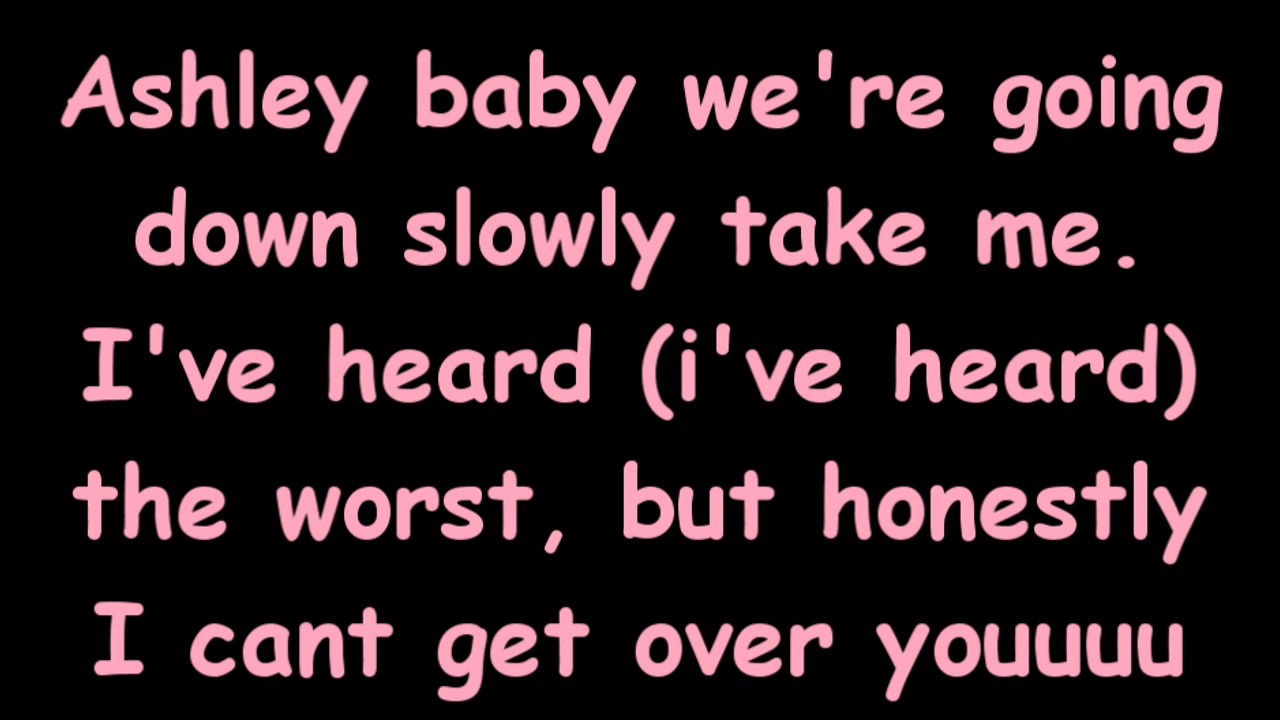 Ashley baby we're going
down slowly take me.
I've heard (i've heard)
the worst, but honestly
I cant get over youuuu